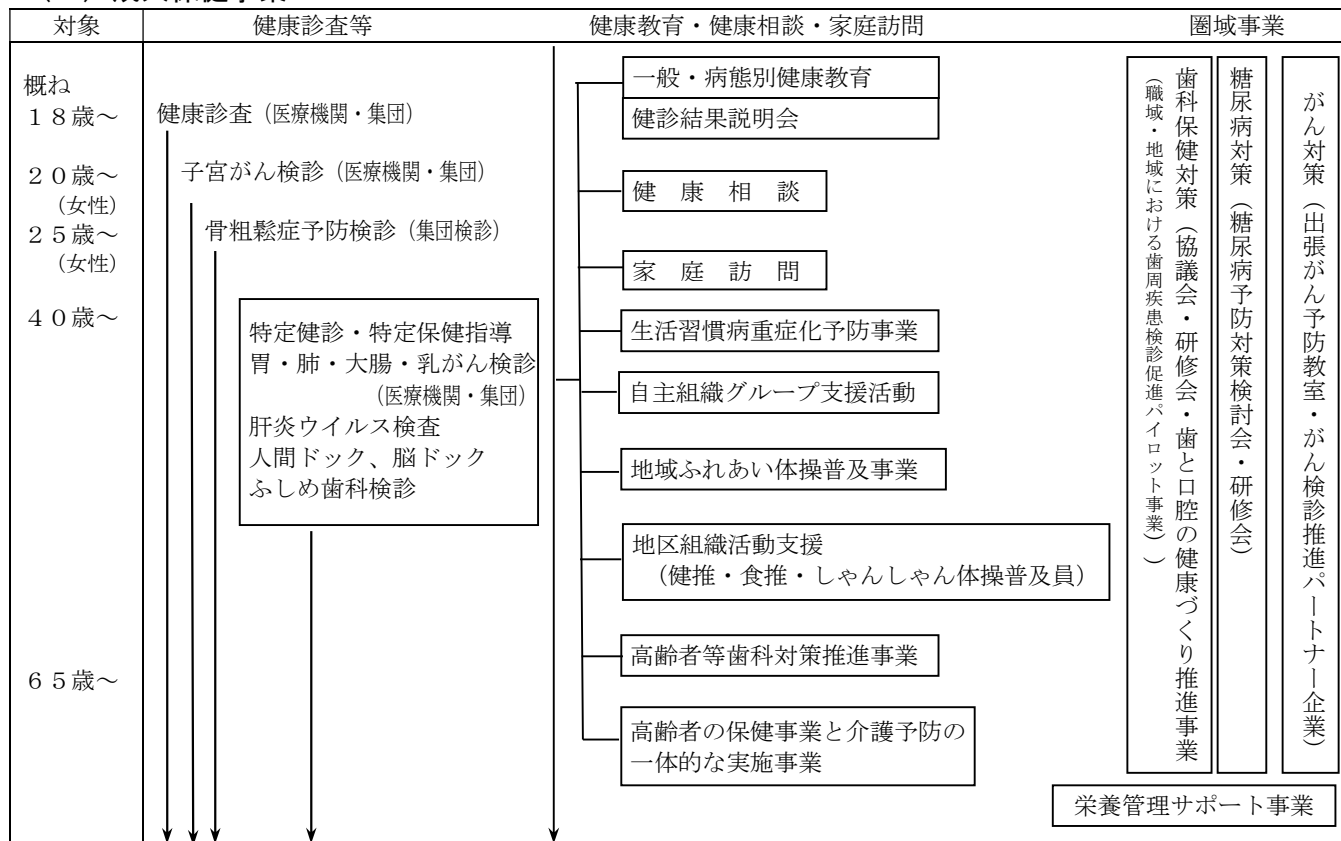 対象
健康診査等
健康教育・健康相談・家庭訪問
圏域事業
概ね
１８歳～
２０歳～
（女性）
２５歳～
（女性）
４０歳～
６５歳～
健康診査（医療機関・集団）
子宮がん検診（医療機関・集団）
骨粗鬆症予防検診（集団検診）
特定健診・特定保健指導
胃・肺・大腸・乳がん検診
（医療機関・集団）
肝炎ウイルス検査
人間ドック、脳ドック
ふしめ歯科検診
一般・病態別健康教育
健診結果説明会
健　康　相　談
家　庭　訪　問
生活習慣病重症化予防事業
自主組織グループ支援活動
地域ふれあい体操普及事業
地区組織活動支援
（健推・食推・しゃんしゃん体操普及員）
高齢者等歯科対策推進事業
高齢者の保健事業と介護予防の
一体的な実施事業
がん対策（出張がん予防教室・がん検診推進パートナー企業）
糖尿病対策（糖尿病予防対策検討会・研修会）
歯科保健対策（協議会・研修会・歯と口腔の健康づくり推進事業
（職域・地域における歯周疾患検診促進パイロット事業））
栄養管理サポート事業